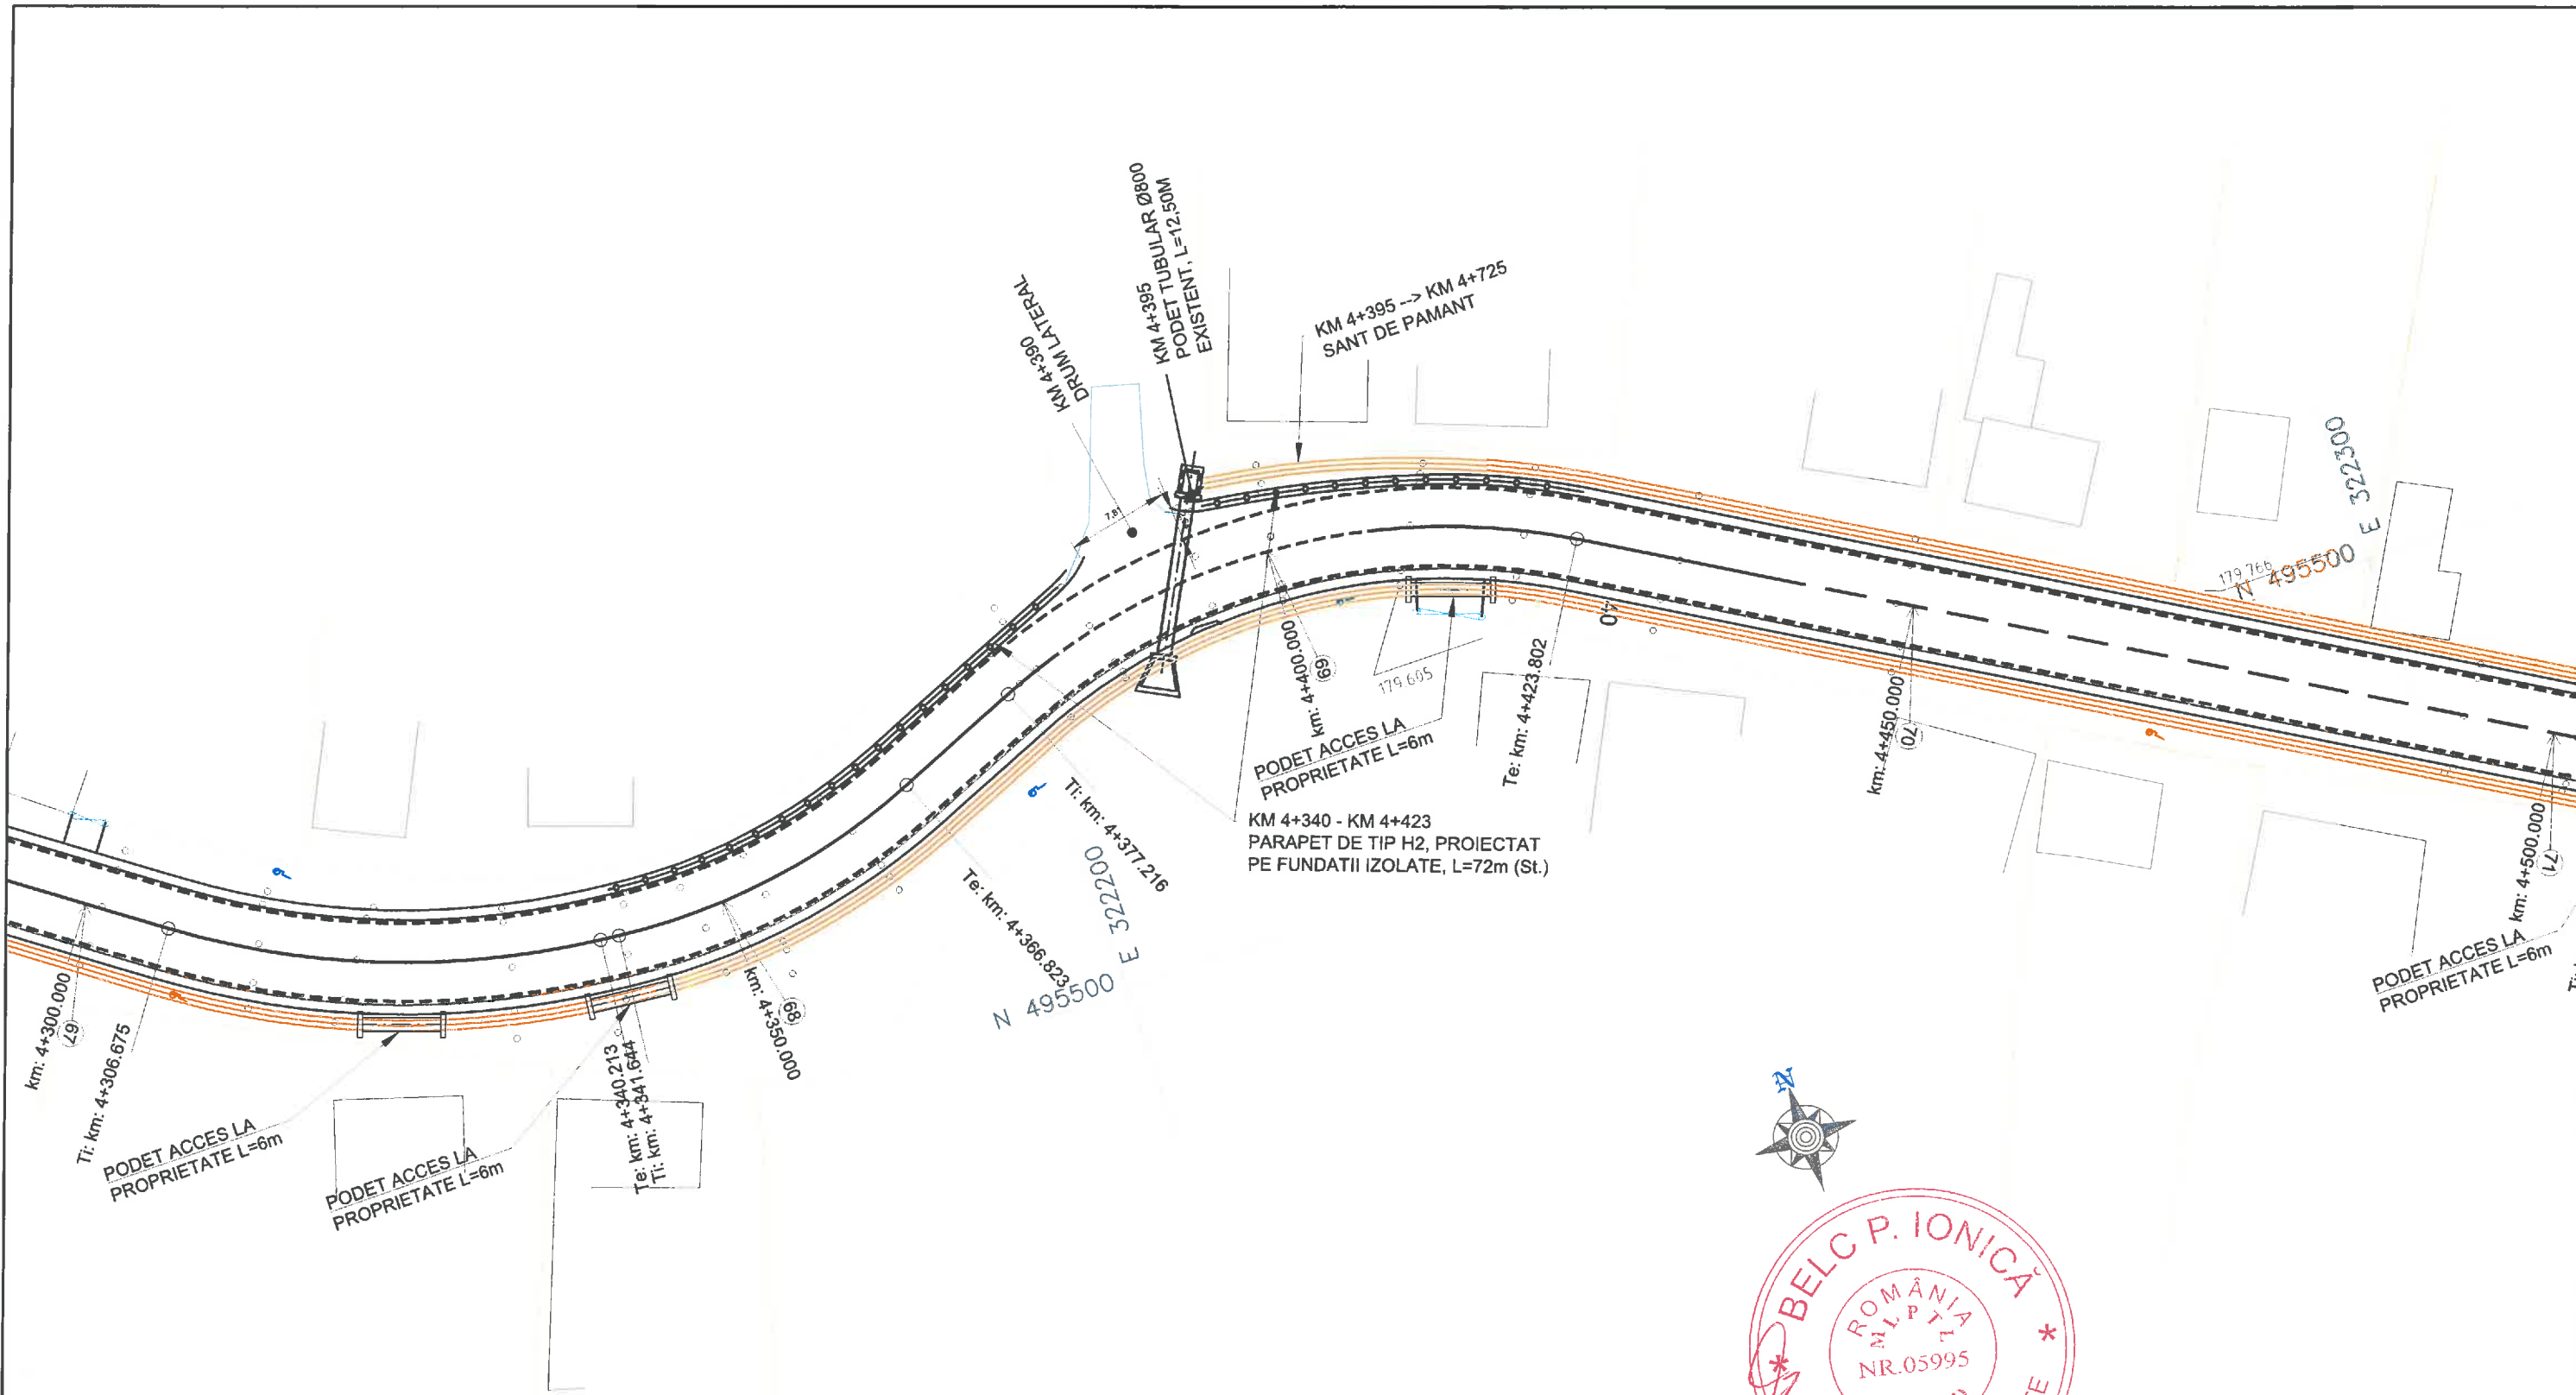 KM 4+395
PODET TUBULAR Ø800
EXISTENT, L=12,50M
KM 4+390
DRUM LATERAL
KM 4+395 --> KM 4+725
SANT DE PAMANT
7.81
N 495500 E 322300
179.766
40
km: 4+300.000
67
Ti: km: 4+306.675
PODET ACCES LA
PROPRIETATE L=6m
PODET ACCES LA
PROPRIETATE L=6m
Te: km: 4+340.213
Ti: km: 4+341.644
km: 4+350.000
68
Te: km: 4+366.823
Ti: km: 4+377.216
N 495500 E 322200
km: 4+400.000
69
179.605
PODET ACCES LA
PROPRIETATE L=6m
KM 4+340 - KM 4+423
PARAPET DE TIP H2, PROIECTAT
PE FUNDATII IZOLATE, L=72m (St.)
Te: km: 4+423.802
km: 4+450.000
70
km: 4+500.000
71
PODET ACCES LA
PROPRIETATE L=6m
N
* BELC P. IONICĂ *
ROMÂNIA
MLPTL
NR.05995